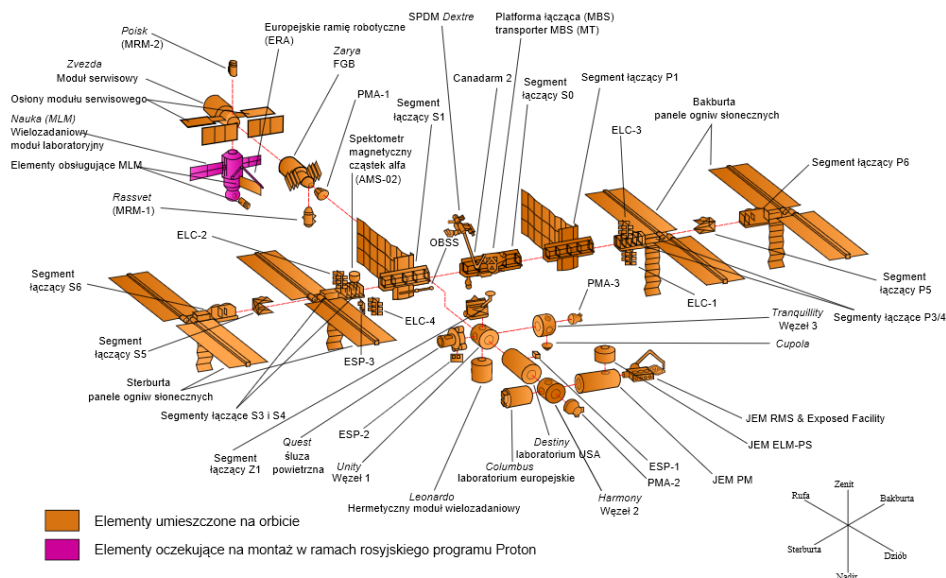 SPDM Dextre
Platforma łącząca (MBS)
transporter MBS (MT)
Europejskie ramię robotyczne
(ERA)
Poisk
(MRM-2)
Zarya
FGB
Zvezda
Moduł serwisowy
Canadarm 2
Segment
łączący S0
Segment łączący P1
Bakburta
panele ogniw słonecznych
PMA-1
Segment
łączący S1
Osłony modułu serwisowego
Nauka (MLM)
Wielozadaniowy
moduł laboratoryjny
Spektometr
magnetyczny
cząstek alfa
(AMS-02)
ELC-3
Segment łączący P6
Elementy obsługujące MLM
Rassvet
(MRM-1)
ELC-2
OBSS
Segment
łączący S6
PMA-3
ELC-1
Segment
łączący P5
Tranquillity
Węzeł 3
Segmenty łączące P3/4
ELC-4
Cupola
Segment
łączący S5
ESP-3
Sterburta
panele ogniw słonecznych
Segmenty łączące S3 i S4
JEM RMS & Exposed Facility
ESP-2
Quest
śluza
powietrzna
Destiny
laboratorium USA
JEM ELM-PS
Segment
łączący Z1
Unity
Węzeł 1
Columbus
laboratorium europejskie
ESP-1
PMA-2
JEM PM
Leonardo
Hermetyczny moduł wielozadaniowy
Harmony
Węzeł 2
Zenit
Rufa
Bakburta
Sterburta
Dziób
Nadir
Elementy umieszczone na orbicie
Elementy oczekujące na montaż w ramach rosyjskiego programu Proton